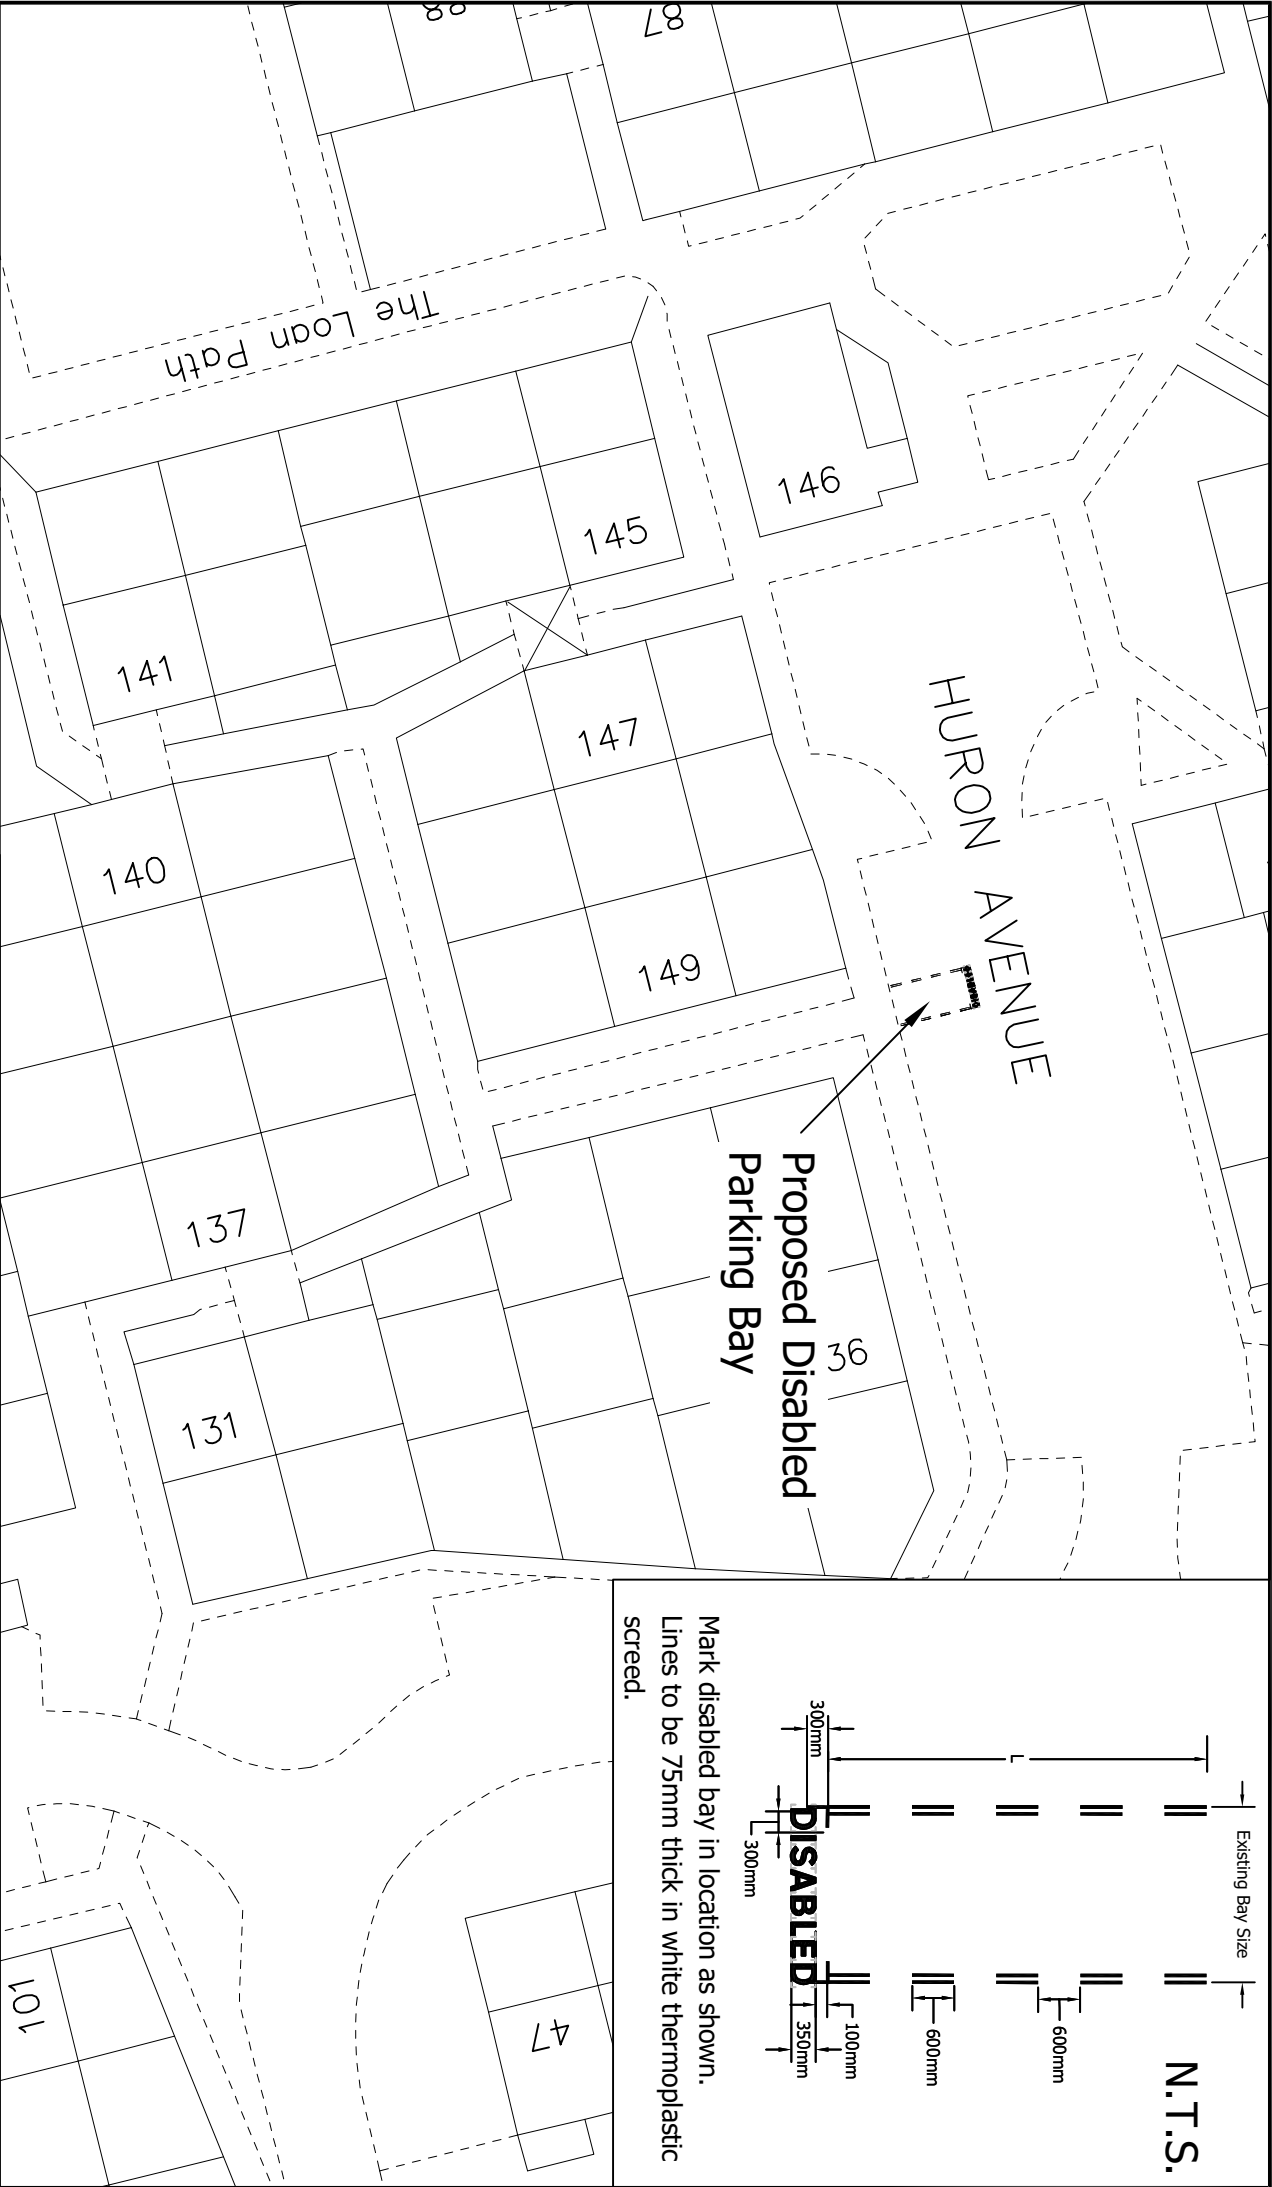 88
87
The Loan Path
146
145
141
147
140
149
137
131
36
HURON AVENUE
Proposed Disabled
Parking Bay
101
47
N.T.S.
Existing Bay Size
L
600mm
600mm
100mm
350mm
300mm
300mm
DISABLED
Mark disabled bay in location as shown.
Lines to be 75mm thick in white thermoplastic
screed.